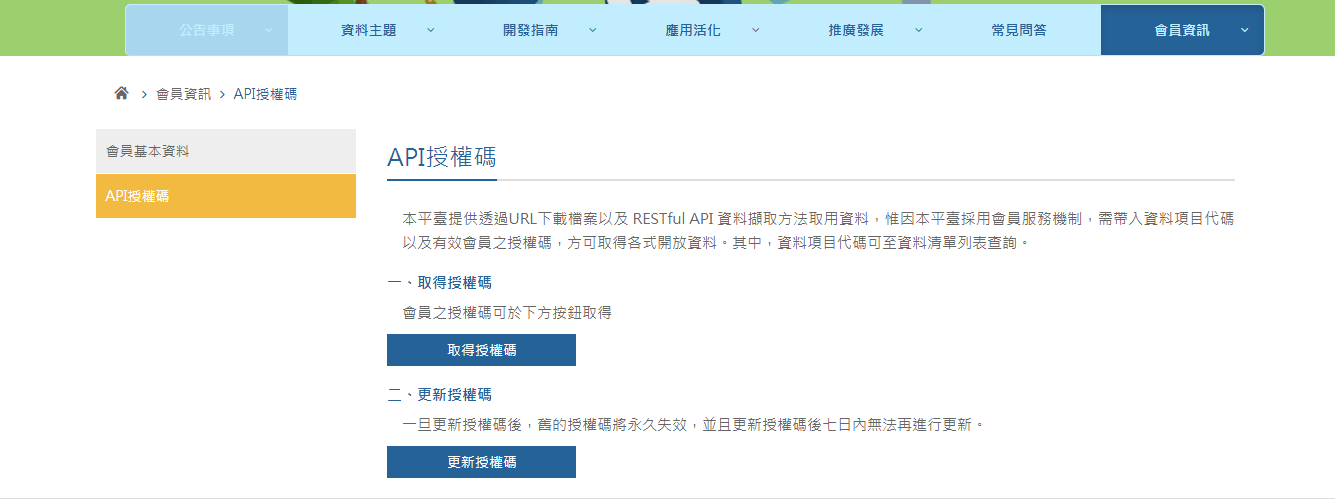 公告事項
資料主題
開發指南
應用活化
推廣發展
常見問答
會員資訊
會員資訊 > API授權碼
會員基本資料
API授權碼
API授權碼
本平臺提供透過URL下載檔案以及 RESTful API 資料擷取方法取用資料，惟因本平臺採用會員服務機制，需帶入資料項目代碼
以及有效會員之授權碼，方可取得各式開放資料。其中，資料項目代碼可至資料清單列表查詢。
一、取得授權碼
會員之授權碼可於下方按鈕取得
取得授權碼
二、更新授權碼
一旦更新授權碼後，舊的授權碼將永久失效，並且更新授權碼後七日內無法再進行更新。
更新授權碼